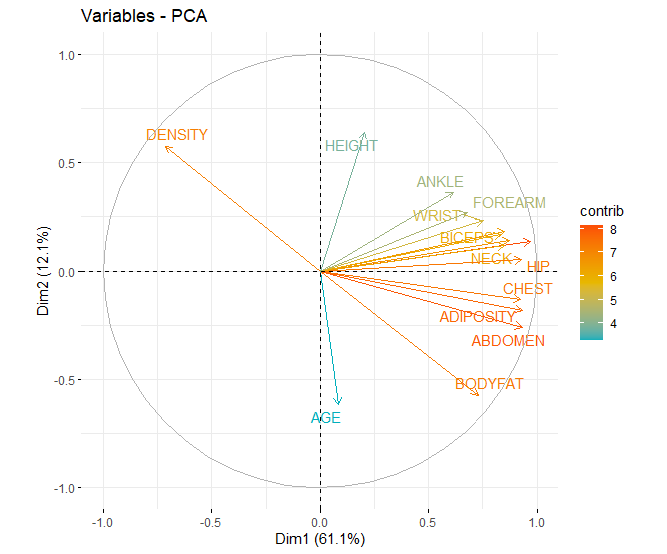 Variables - PCA
1.0
0.5
0.0
-0.5
-1.0
Dim2 (12.1%)
DENSITY
HEIGHT
ANKLE
FOREARM
WRIST
BICEPS
NECK
HIP
CHEST
ADIPOSITY
ABDOMEN
BODYFAT
AGE
-1.0
-0.5
0.0
0.5
1.0
Dim1 (61.1%)
contrib
8
7
6
5
4